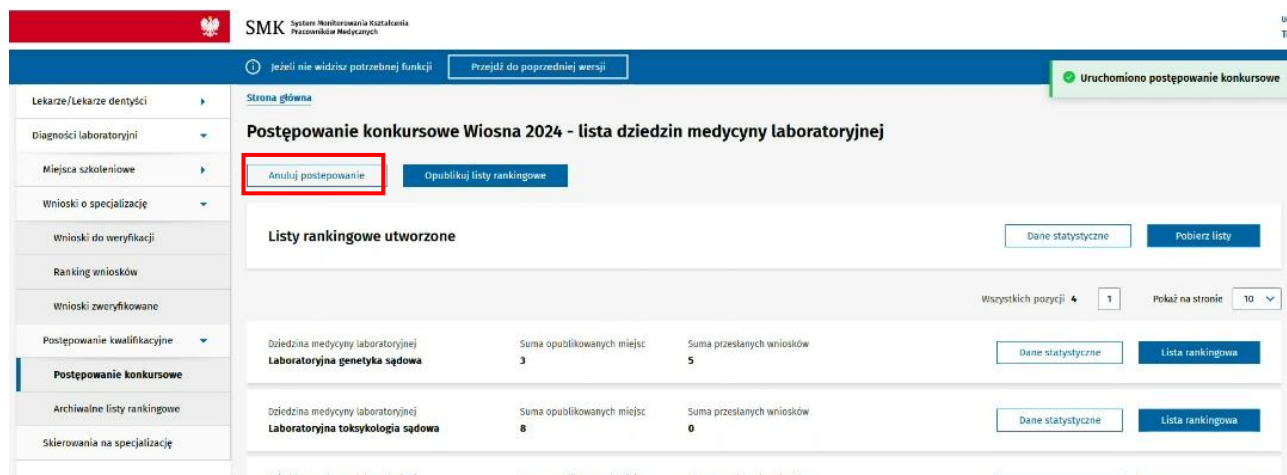 SMK System Monitorowania Kształcenia
Pracowników Medycznych
Jeżeli nie widzisz potrzebnej funkcji Przejdź do poprzedniej wersji
Uruchomiono postępowanie konkursowe
Lekarze/Lekarze dentyści
Diagności laboratoryjni
Miejsca szkoleniowe
Wnioski o specjalizację
Wnioski do weryfikacji
Ranking wniosków
Wnioski zweryfikowane
Postępowanie kwalifikacyjne
Postępowanie konkursowe
Archiwalne listy rankingowe
Skierowania na specjalizację
Strona główna
Postępowanie konkursowe Wiosna 2024 - lista dziedzin medycyny laboratoryjnej
Anuluj postepowanie Opublikuj listy rankingowe
Listy rankingowe utworzone Dane statystyczne Pobierz listy
Wszystkich pozycji 4 1 Pokaż na stronie 10
Dziedzina medycyny laboratoryjnej Suma opublikowanych miejsc Suma przesłanych wniosków
Laboratoryjna genetyka sądowa 3 5 Dane statystyczne Lista rankingowa
Dziedzina medycyny laboratoryjnej Suma opublikowanych miejsc Suma przesłanych wniosków
Laboratoryjna toksykologia sądowa 8 0 Dane statystyczne Lista rankingowa